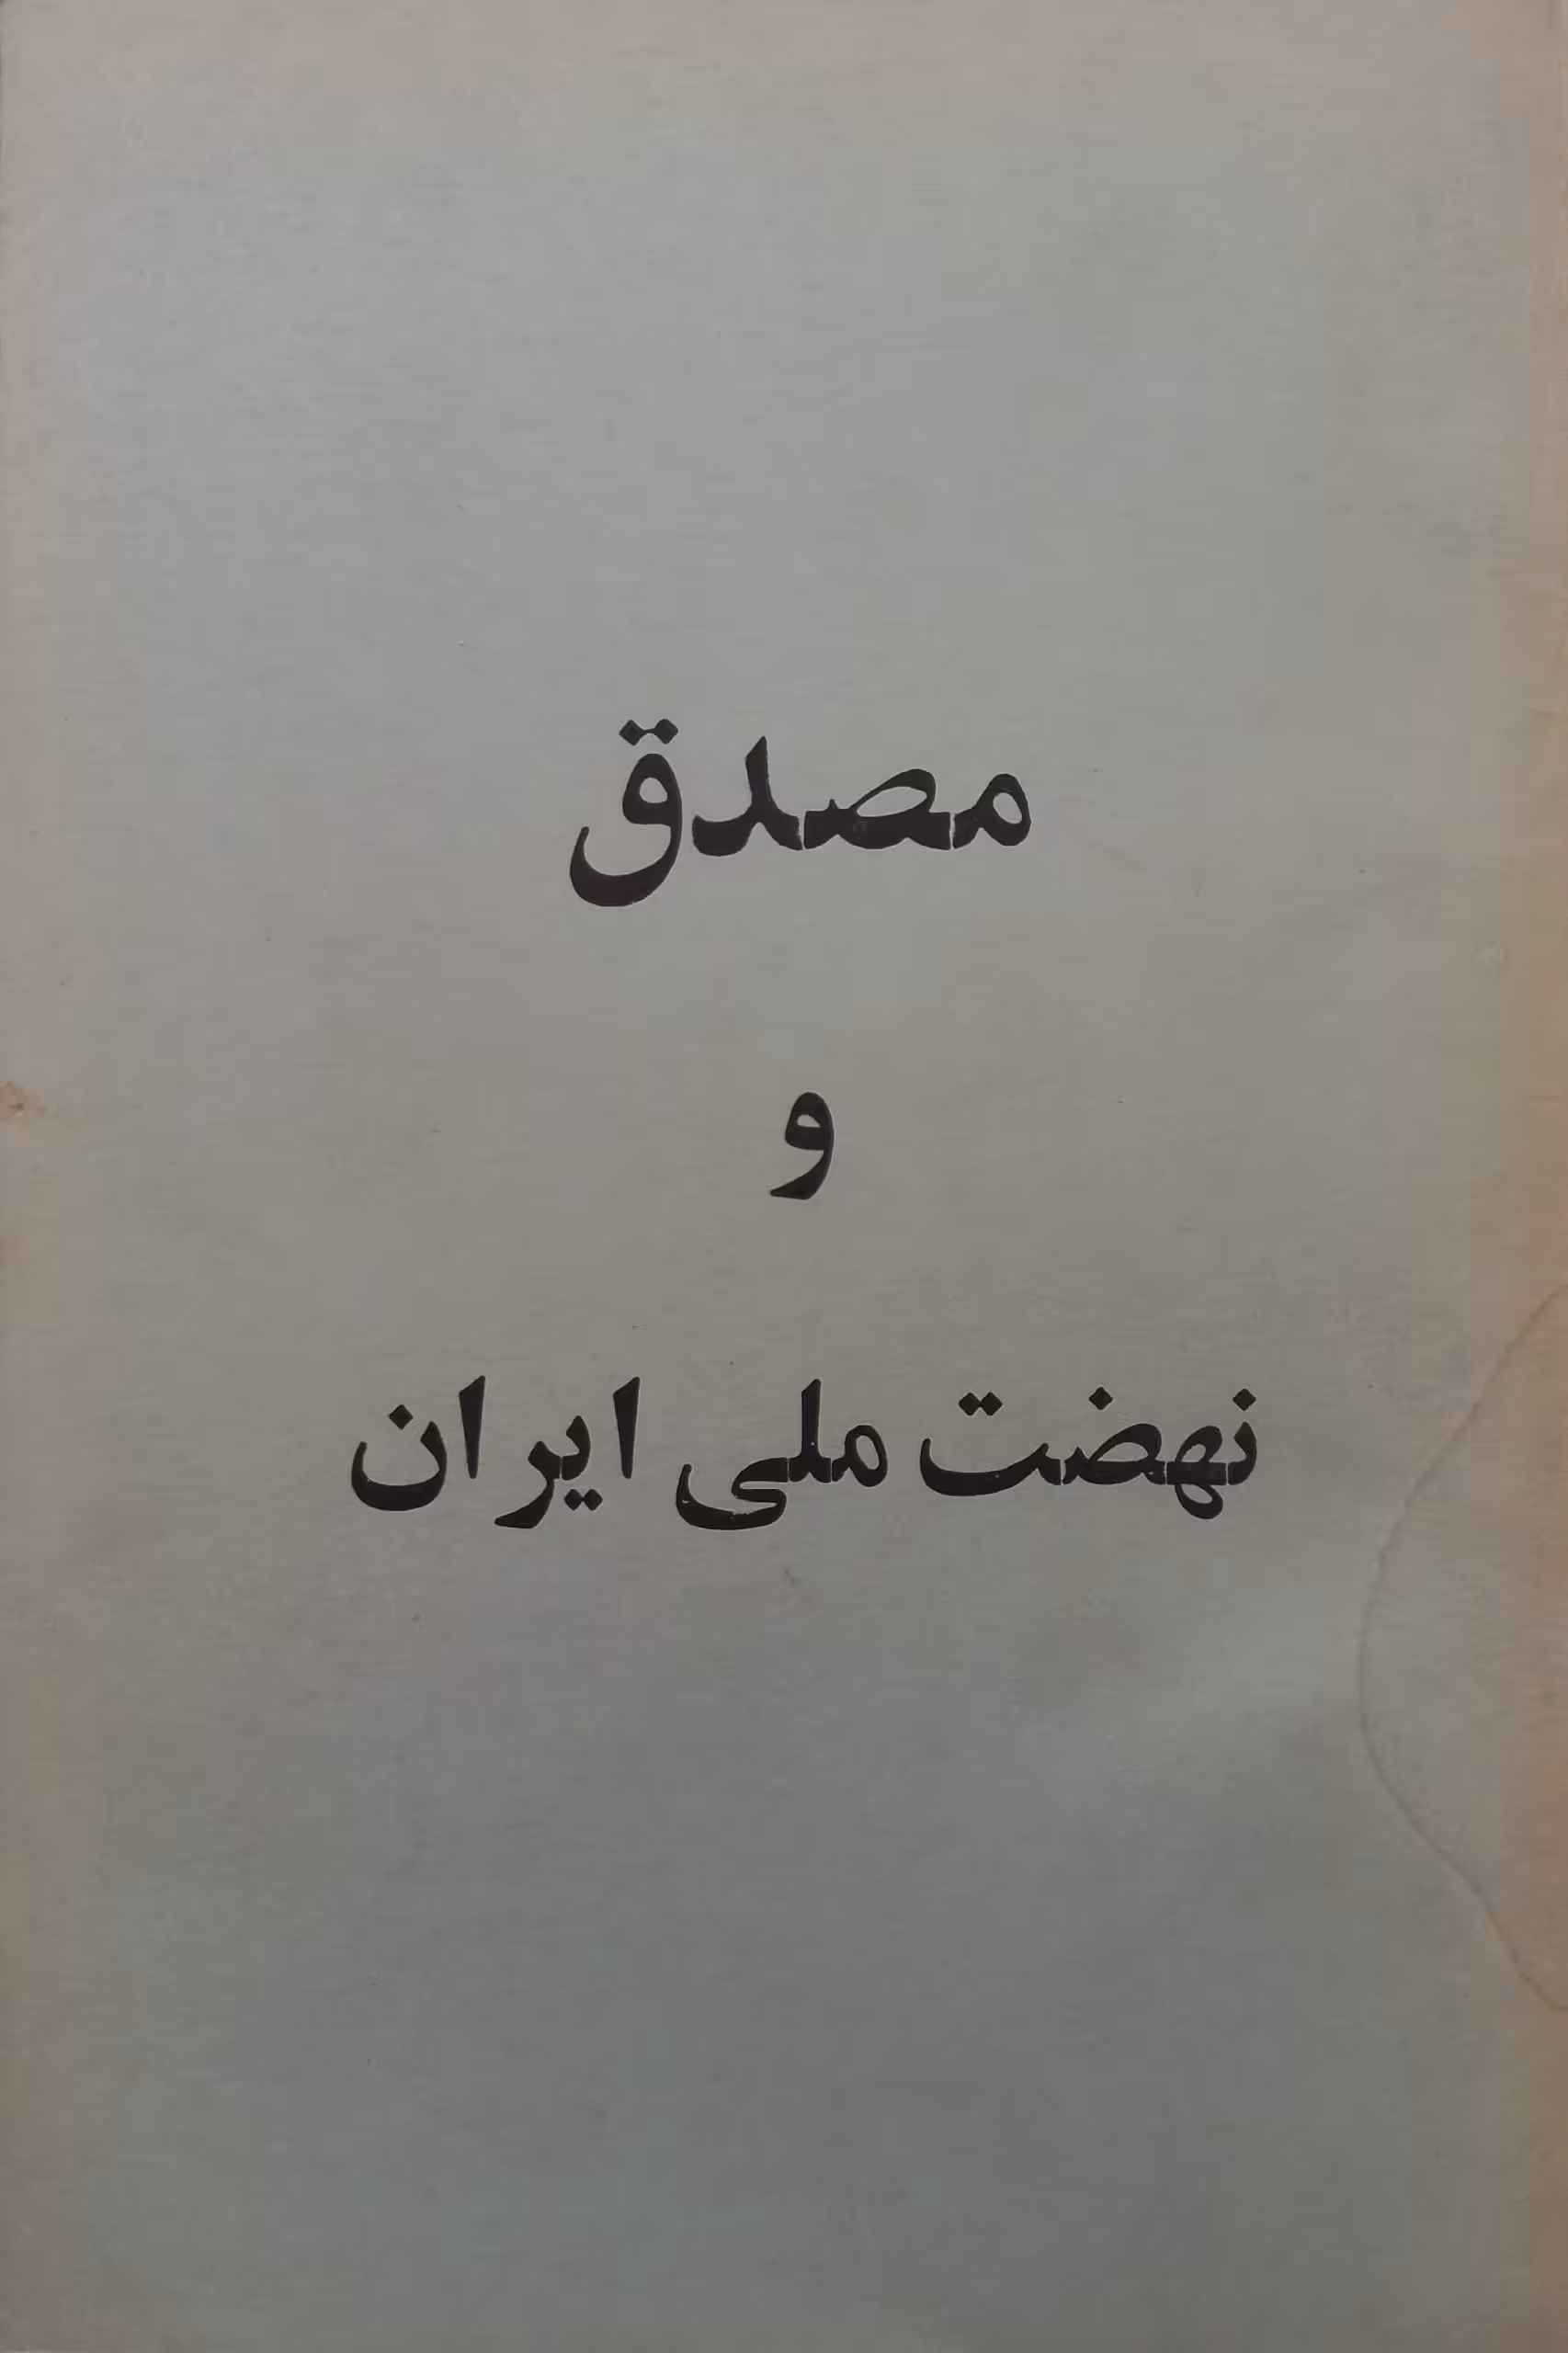 مصدق
و
نهضت ملی ایران